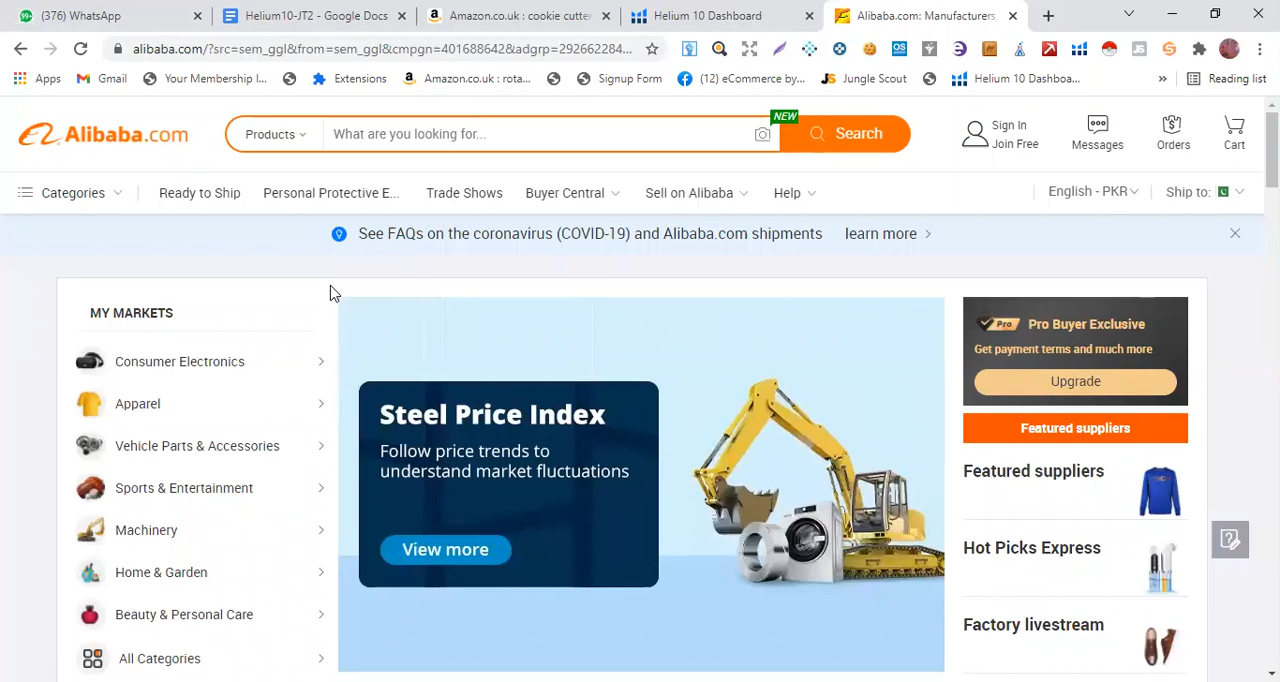 (376) WhatsApp
Helium10-JT2 - Google Docs
Amazon.co.uk : cookie cutter
Helium 10 Dashboard
Alibaba.com: Manufacturers
alibaba.com/?src=sem_ggl&from=sem_ggl&cmpgn=401688642&adgrp=292662284...
Apps
Gmail
Your Membership I...
Extensions
Amazon.co.uk : rota...
Signup Form
(12) eCommerce by...
Jungle Scout
Helium 10 Dashboa...
»
Reading list
Alibaba.com
Products
What are you looking for...
NEW
Search
Sign In
Join Free
Messages
Orders
Cart
Categories
Ready to Ship
Personal Protective E...
Trade Shows
Buyer Central
Sell on Alibaba
Help
English - PKR
Ship to:
See FAQs on the coronavirus (COVID-19) and Alibaba.com shipments
learn more
MY MARKETS
Consumer Electronics
Apparel
Vehicle Parts & Accessories
Sports & Entertainment
Machinery
Home & Garden
Beauty & Personal Care
All Categories
Steel Price Index
Follow price trends to
understand market fluctuations
View more
Pro
Pro Buyer Exclusive
Get payment terms and much more
Upgrade
Featured suppliers
Featured suppliers
Hot Picks Express
Factory livestream